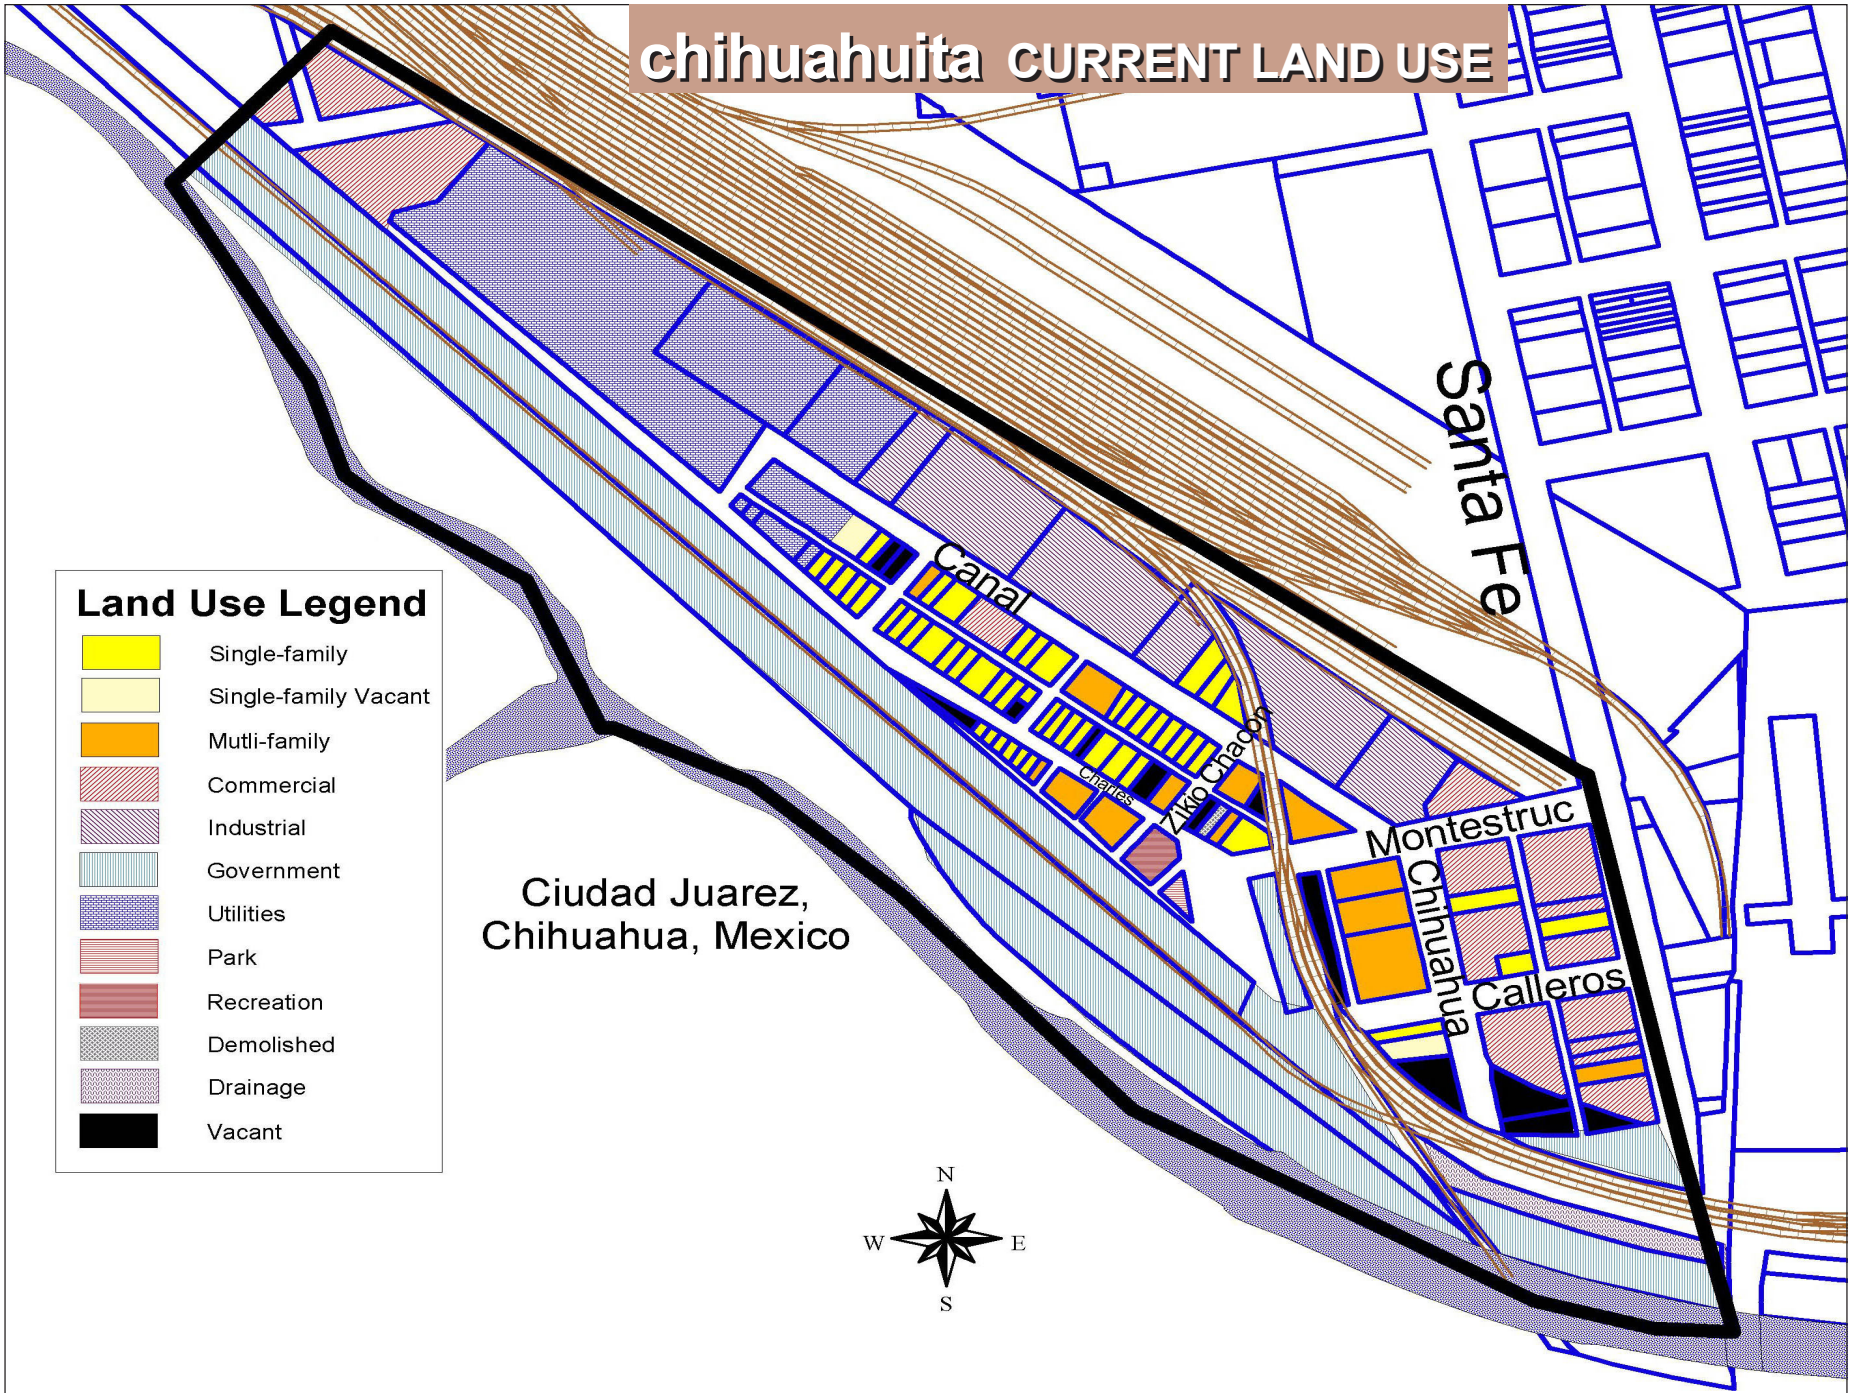 chihuahuita CURRENT LAND USE
Santa Fe
Canal
Zikio Chacon
Charles
Montestruc
Chihuahua
Calleros
Ciudad Juarez,
Chihuahua, Mexico
Land Use Legend
Single-family
Single-family Vacant
Mutli-family
Commercial
Industrial
Government
Utilities
Park
Recreation
Demolished
Drainage
Vacant
N
W E
S